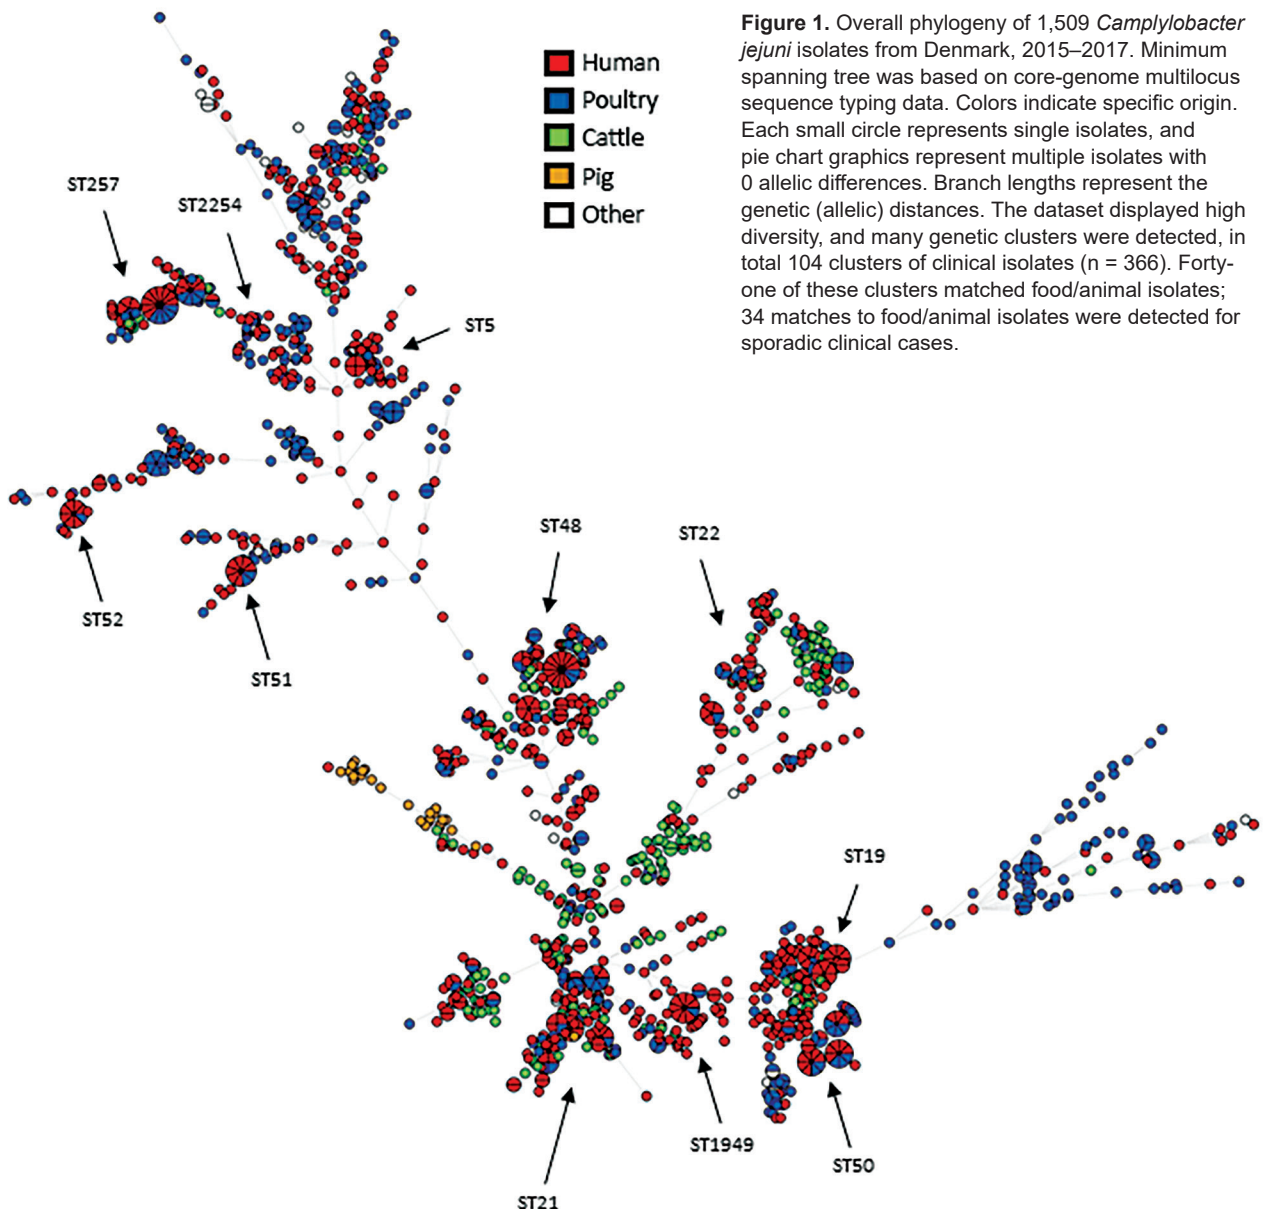 Figure 1. Overall phylogeny of 1,509 Camplylobacter
jejuni isolates from Denmark, 2015–2017. Minimum
spanning tree was based on core-genome multilocus
sequence typing data. Colors indicate specific origin.
Each small circle represents single isolates, and
pie chart graphics represent multiple isolates with
0 allelic differences. Branch lengths represent the
genetic (allelic) distances. The dataset displayed high
diversity, and many genetic clusters were detected, in
total 104 clusters of clinical isolates (n = 366). Forty-
one of these clusters matched food/animal isolates;
34 matches to food/animal isolates were detected for
sporadic clinical cases.
Human
Poultry
Cattle
Pig
Other
ST257
ST2254
ST5
ST52
ST51
ST48
ST22
ST19
ST1949
ST50
ST21